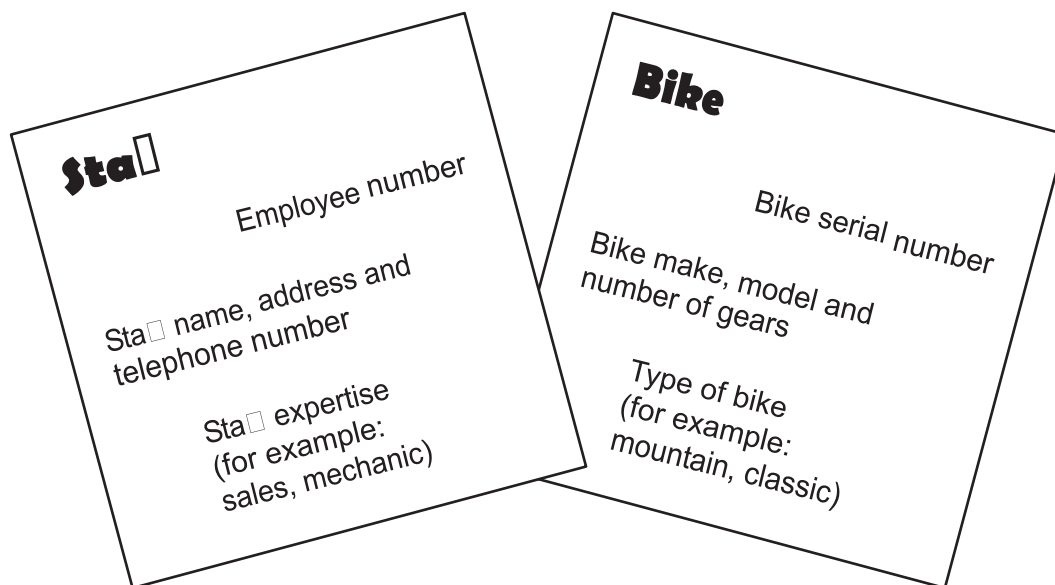 Sta▯
Employee number
Sta▯ name, address and
telephone number
Sta▯ expertise
(for example:
sales, mechanic)
Bike
Bike serial number
Bike make, model and
number of gears
Type of bike
(for example:
mountain, classic)